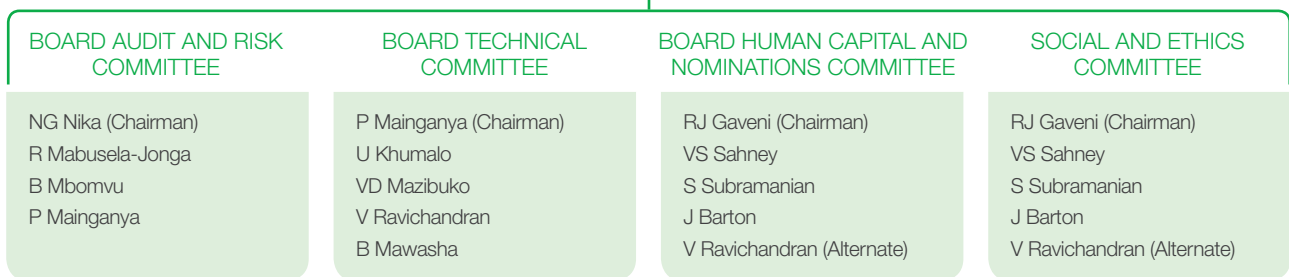 BOARD AUDIT AND RISK
COMMITTEE
NG Nika (Chairman)
R Mabusela-Jonga
B Mbomvu
P Mainganya
BOARD TECHNICAL
COMMITTEE
P Mainganya (Chairman)
U Khumalo
VD Mazibuko
V Ravichandran
B Mawasha
BOARD HUMAN CAPITAL AND
NOMINATIONS COMMITTEE
RJ Gaveni (Chairman)
VS Sahney
S Subramanian
J Barton
V Ravichandran (Alternate)
SOCIAL AND ETHICS
COMMITTEE
RJ Gaveni (Chairman)
VS Sahney
S Subramanian
J Barton
V Ravichandran (Alternate)